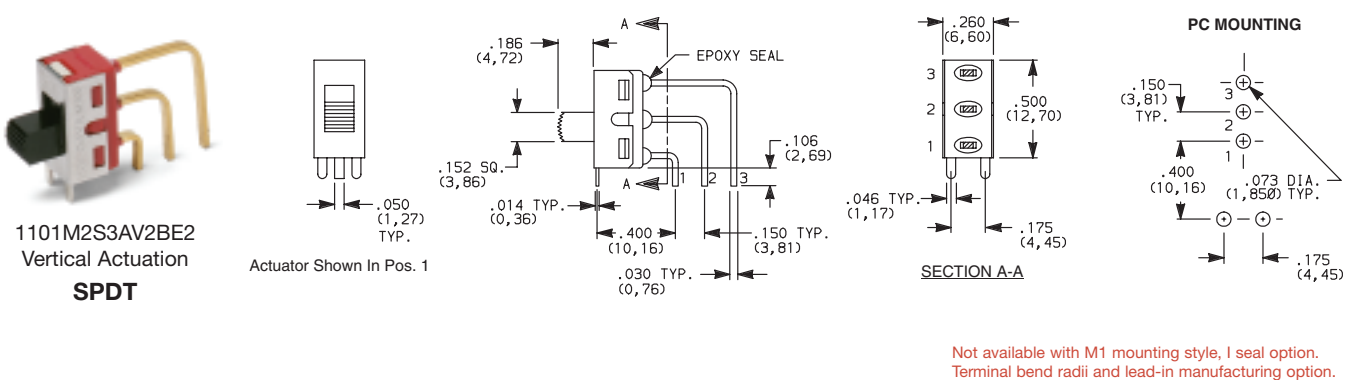 1101M2S3AV2BE2
Vertical Actuation
SPDT
.050
(1,27)
TYP.
Actuator Shown In Pos. 1
A
.186
(4,72)
EPOXY SEAL
.152 SQ.
(3,86)
.106
(2,69)
A
1
2
3
.014 TYP.
(0,36)
.400
(10,16)
.150 TYP.
(3,81)
.030 TYP.
(0,76)
.260
(6,60)
3
2
1
.500
(12,70)
.046 TYP.
(1,17)
.175
(4,45)
SECTION A-A
PC MOUNTING
.150
(3,81)
TYP.
3
2
1
.400
(10,16)
.073 DIA.
(1,850) TYP.
.175
(4,45)
Not available with M1 mounting style, I seal option.
Terminal bend radii and lead-in manufacturing option.